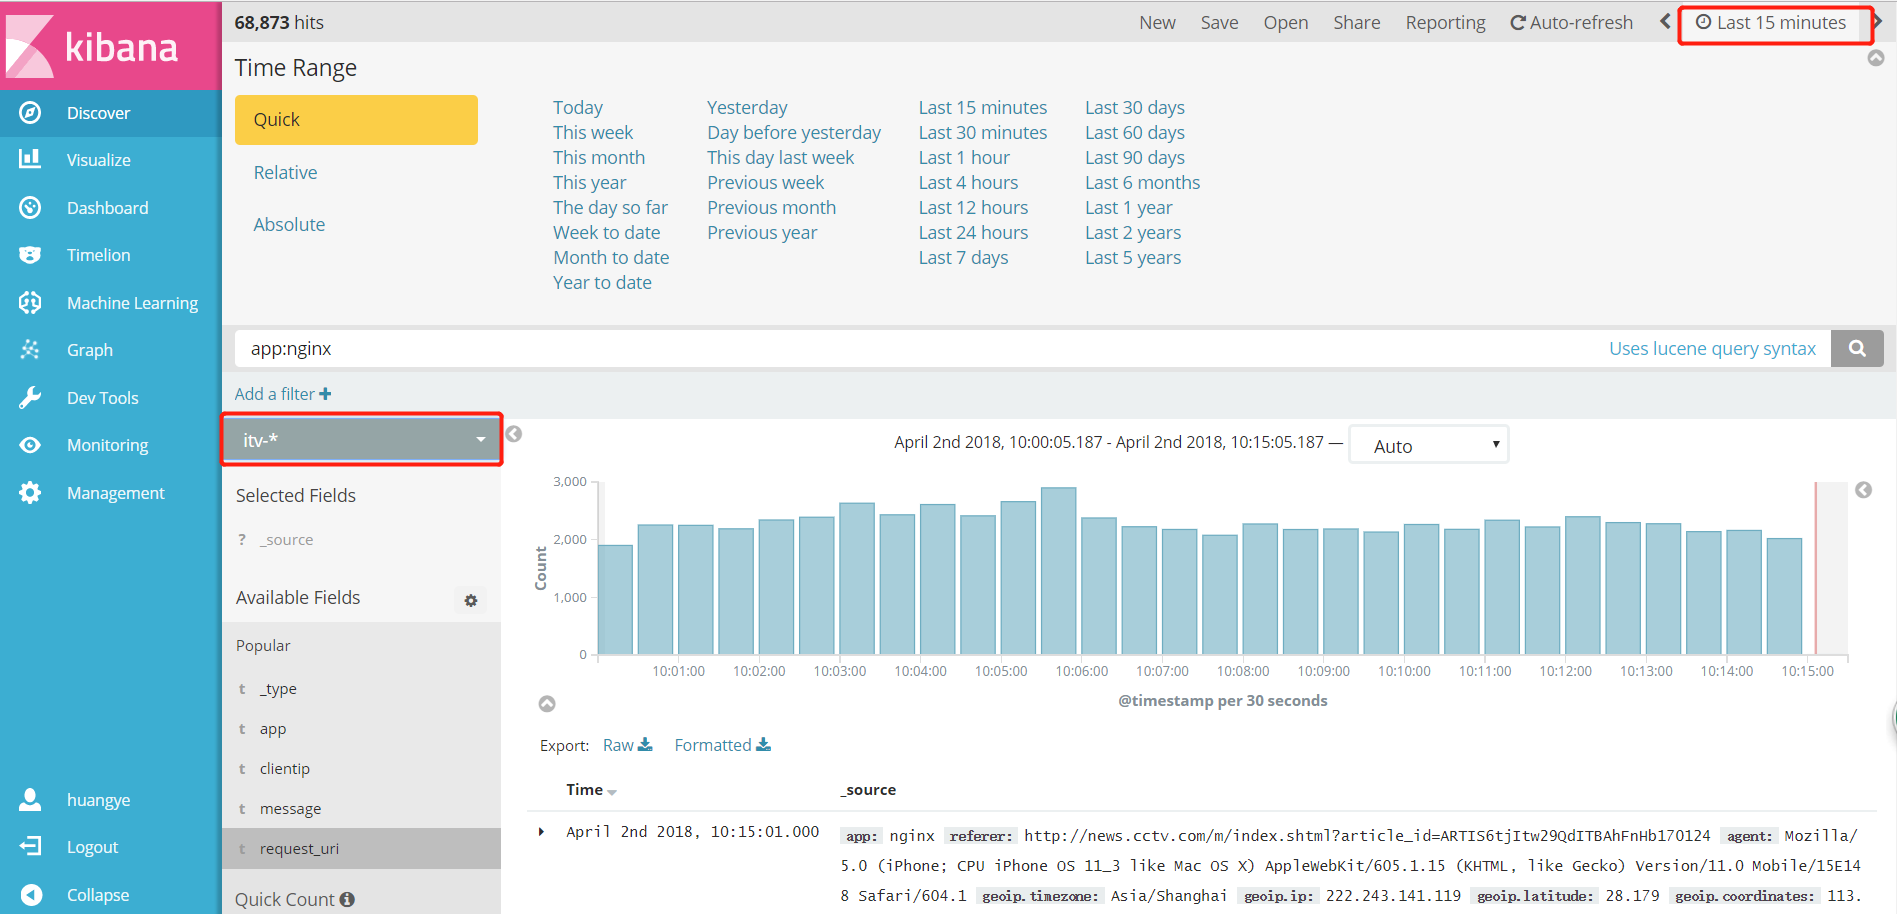 kibana
Discover
Visualize
Dashboard
Timelion
Machine Learning
Graph
Dev Tools
Monitoring
Management
huangye
Logout
Collapse
68,873 hits
New Save Open Share Reporting Auto-refresh Last 15 minutes
Time Range
Quick
Relative
Absolute
Today
This week
This month
This year
The day so far
Week to date
Month to date
Year to date
Yesterday
Day before yesterday
This day last week
Previous week
Previous month
Previous year
Last 15 minutes
Last 30 minutes
Last 1 hour
Last 4 hours
Last 12 hours
Last 24 hours
Last 7 days
Last 30 days
Last 60 days
Last 90 days
Last 6 months
Last 1 year
Last 2 years
Last 5 years
app:nginx Uses lucene query syntax
Add a filter +
itv-*
Selected Fields
? _source
Available Fields
Popular
t _type
t app
t clientip
t message
t request_uri
Quick Count
April 2nd 2018, 10:00:05.187 - April 2nd 2018, 10:15:05.187 — Auto
Count
3,000
2,000
1,000
0
10:01:00 10:02:00 10:03:00 10:04:00 10:05:00 10:06:00 10:07:00 10:08:00 10:09:00 10:10:00 10:11:00 10:12:00 10:13:00 10:14:00 10:15:00
@timestamp per 30 seconds
Export: Raw Formatted
Time _source
April 2nd 2018, 10:15:01.000 app: nginx referer: http://news.cctv.com/m/index.shtml?article_id=ARTIS6tjItw29QdITBAhFnHb170124 agent: Mozilla/
5.0 (iPhone; CPU iPhone OS 11_3 like Mac OS X) AppleWebKit/605.1.15 (KHTML, like Gecko) Version/11.0 Mobile/15E14
8 Safari/604.1 geoip.timezone: Asia/Shanghai geoip.ip: 222.243.141.119 geoip.latitude: 28.179 geoip.coordinates: 113.